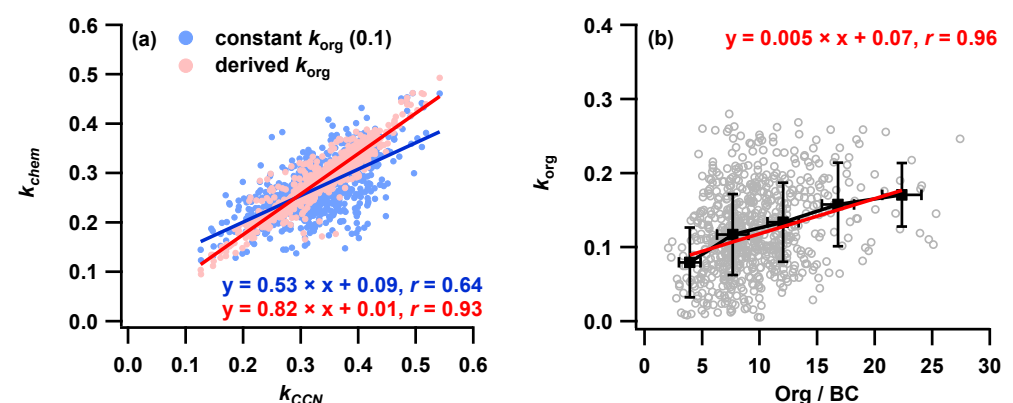 (a)
constant k_org (0.1)
derived k_org
y = 0.53 × x + 0.09, r = 0.64
y = 0.82 × x + 0.01, r = 0.93
k_chem
0.6
0.5
0.4
0.3
0.2
0.1
0.0
0.0 0.1 0.2 0.3 0.4 0.5 0.6
k_CCN
(b)
y = 0.005 × x + 0.07, r = 0.96
k_org
0.4
0.3
0.2
0.1
0.0
0 5 10 15 20 25 30
Org / BC